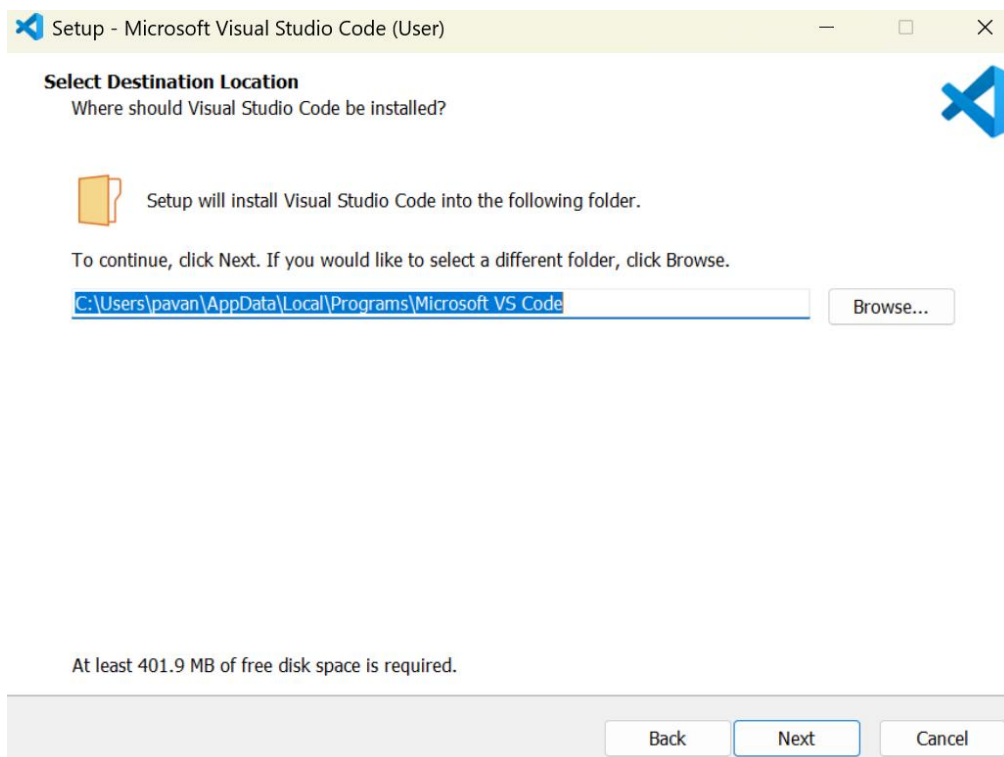 Setup - Microsoft Visual Studio Code (User)
Select Destination Location
Where should Visual Studio Code be installed?
Setup will install Visual Studio Code into the following folder.
To continue, click Next. If you would like to select a different folder, click Browse.
C:\Users\pavan\AppData\Local\Programs\Microsoft VS Code
Browse...
At least 401.9 MB of free disk space is required.
Back
Next
Cancel